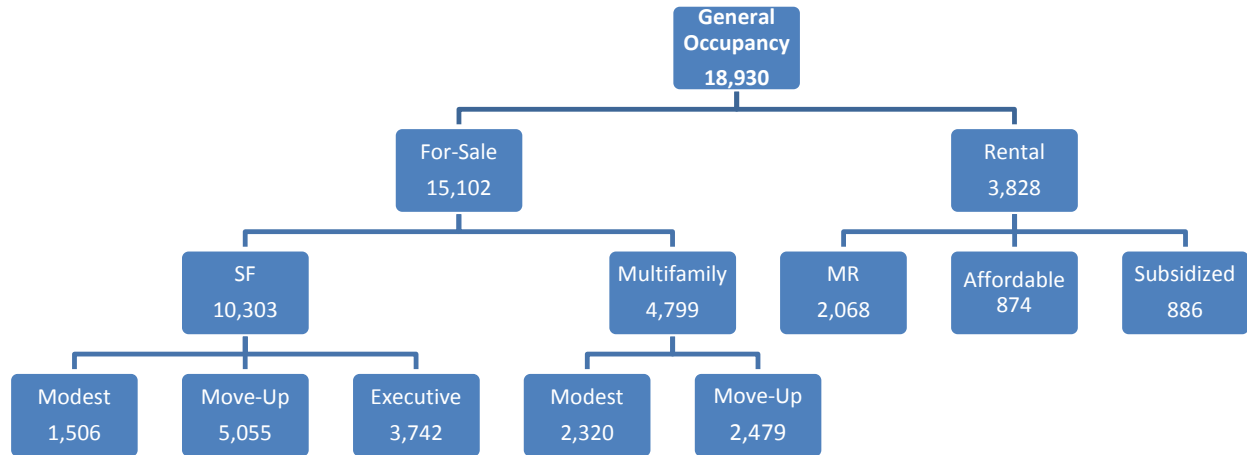 General
Occupancy
18,930
For-Sale
15,102
Rental
3,828
SF
10,303
Multifamily
4,799
MR
2,068
Affordable
874
Subsidized
886
Modest
1,506
Move-Up
5,055
Executive
3,742
Modest
2,320
Move-Up
2,479